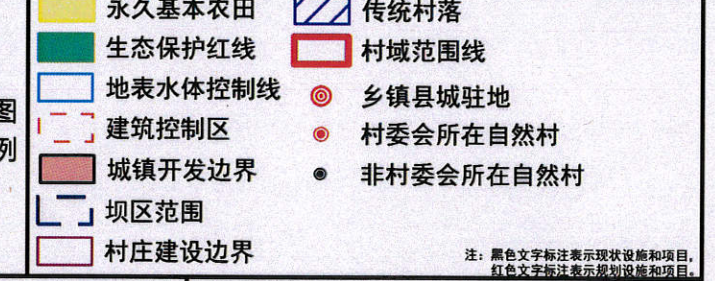 图例
永久基本农田
生态保护红线
地表水体控制线
建筑控制区
城镇开发边界
坝区范围
村庄建设边界
传统村落
村域范围线
乡镇县城驻地
村委会所在自然村
非村委会所在自然村
注：黑色文字标注表示现状设施和项目，
红色文字标注表示规划设施和项目。